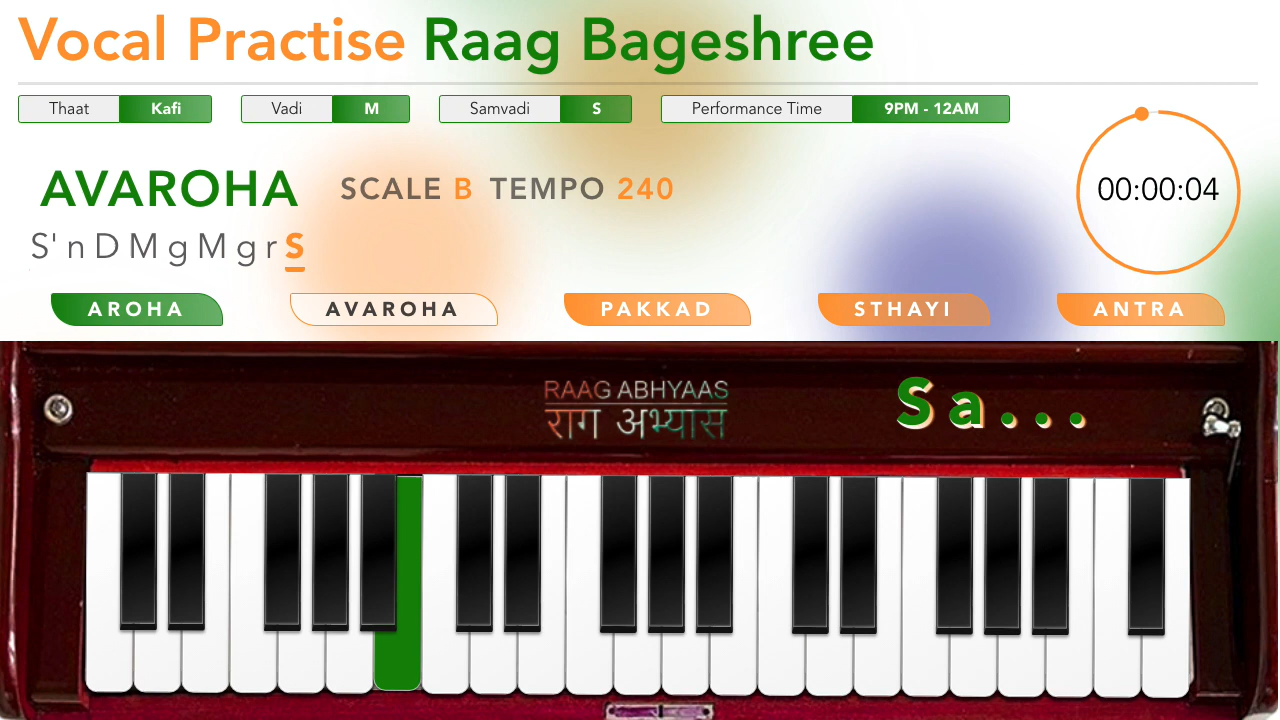 Vocal Practise Raag Bageshree
Thaat Kafi Vadi M Samvadi S Performance Time 9PM - 12AM
AVAROHA SCALE B TEMPO 240
00:00:04
S' n D M g M g r S
AROHA AVAROHA PAKKAD STHAYI ANTRA
RAAG ABHYAAS
राग अभ्यास
Sa...